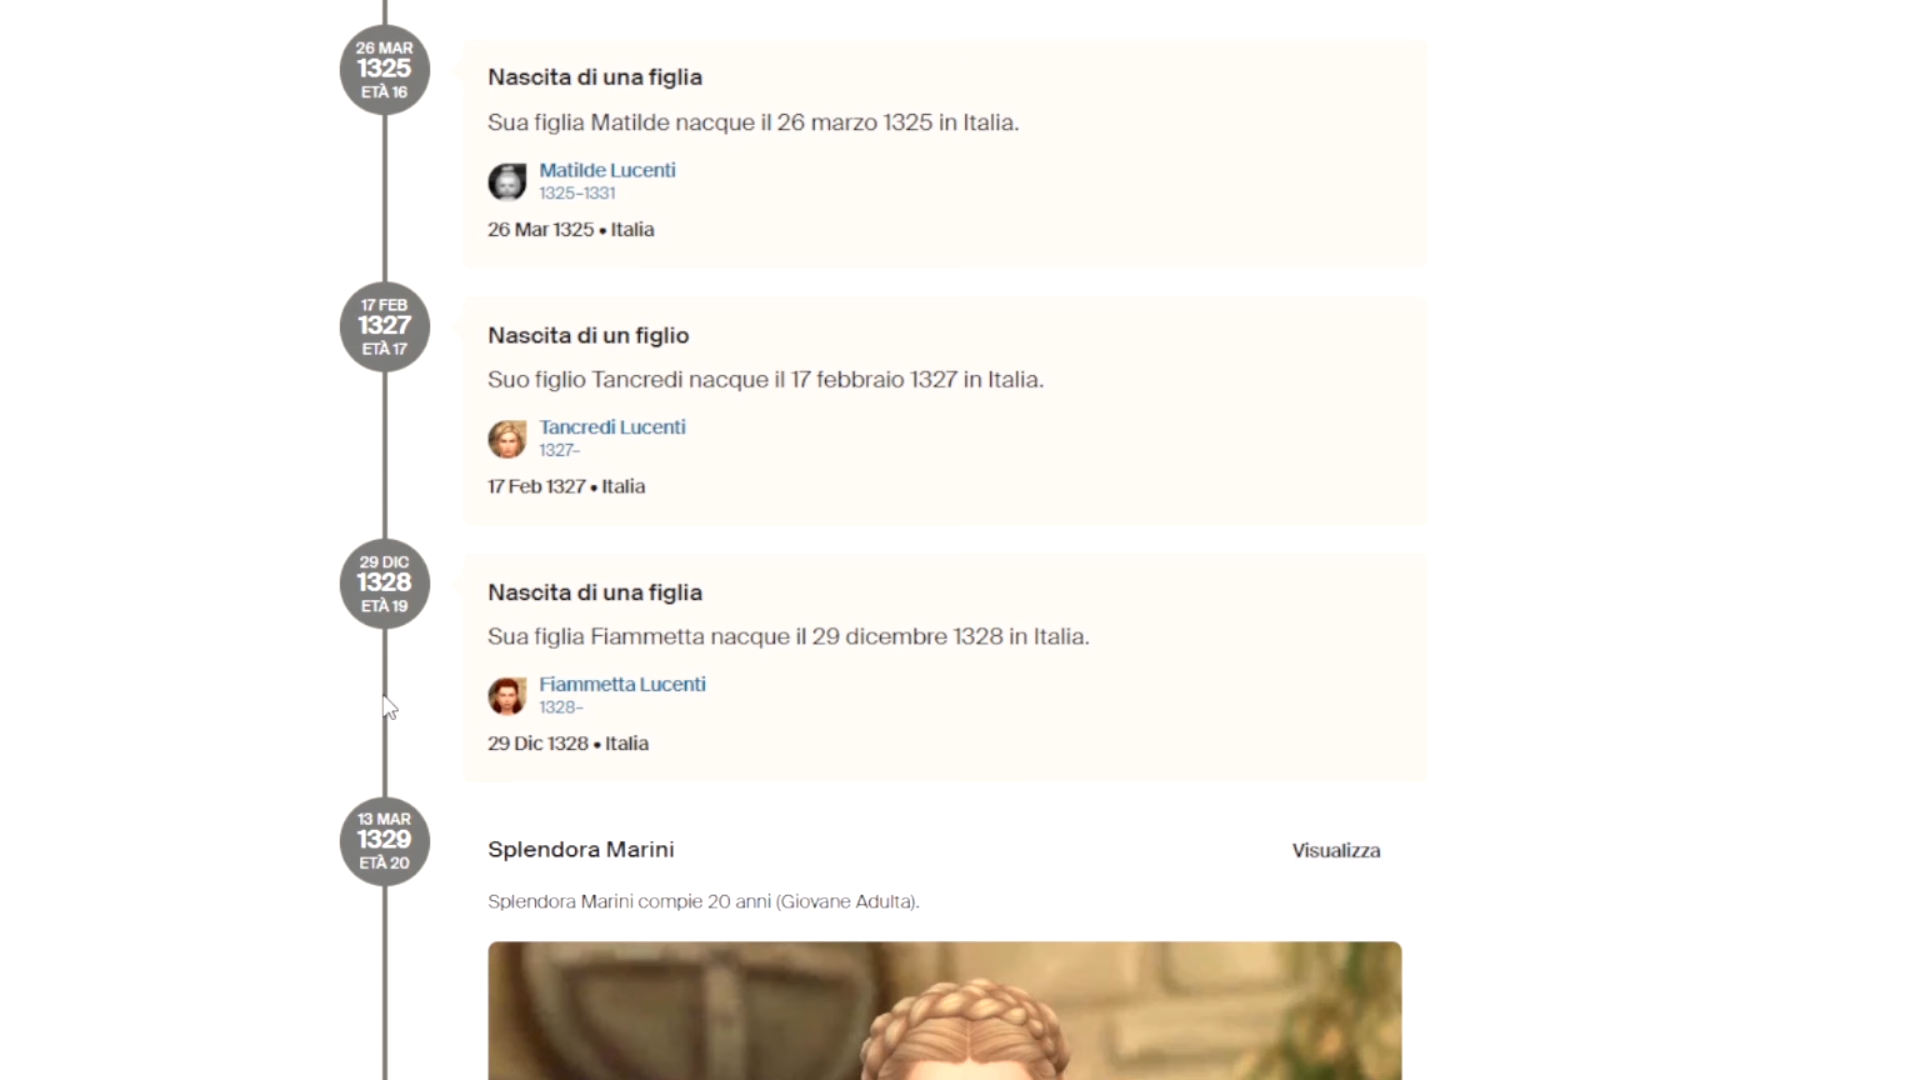 26 MAR
1325
ETÀ 16
Nascita di una figlia
Sua figlia Matilde nacque il 26 marzo 1325 in Italia.
Matilde Lucenti
1325–1331
26 Mar 1325 • Italia
17 FEB
1327
ETÀ 17
Nascita di un figlio
Suo figlio Tancredi nacque il 17 febbraio 1327 in Italia.
Tancredi Lucenti
1327–
17 Feb 1327 • Italia
29 DIC
1328
ETÀ 19
Nascita di una figlia
Sua figlia Fiammetta nacque il 29 dicembre 1328 in Italia.
Fiammetta Lucenti
1328–
29 Dic 1328 • Italia
13 MAR
1329
ETÀ 20
Splendora Marini
Visualizza
Splendora Marini compie 20 anni (Giovane Adulta).